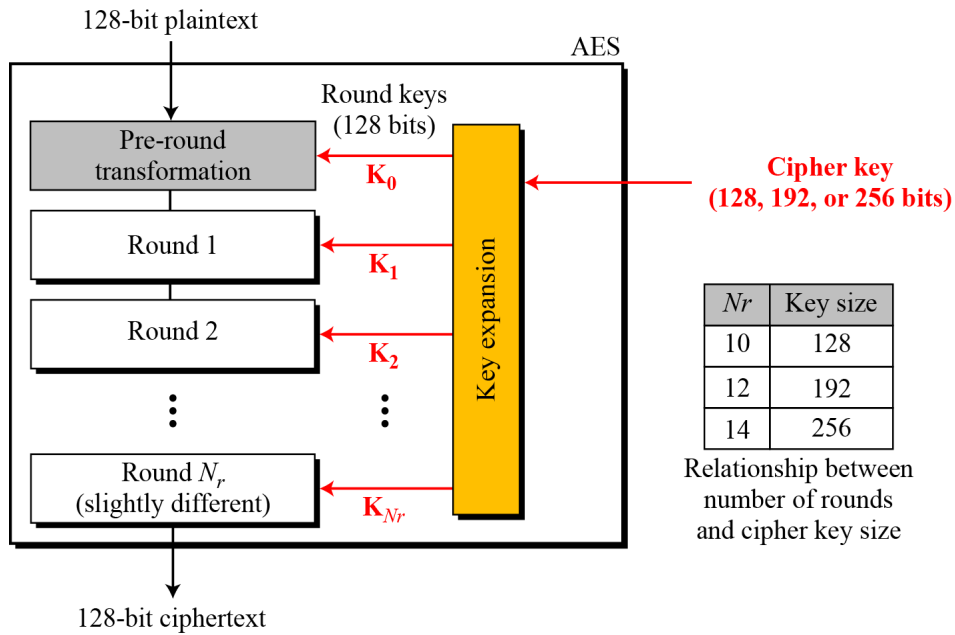 128-bit plaintext
AES
Round keys
(128 bits)
Pre-round
transformation
K0
Cipher key
(128, 192, or 256 bits)
Round 1
K1
Key expansion
Round 2
K2
Nr Key size
10 128
12 192
14 256
Relationship between
number of rounds
and cipher key size
Round Nr
(slightly different)
KNr
128-bit ciphertext